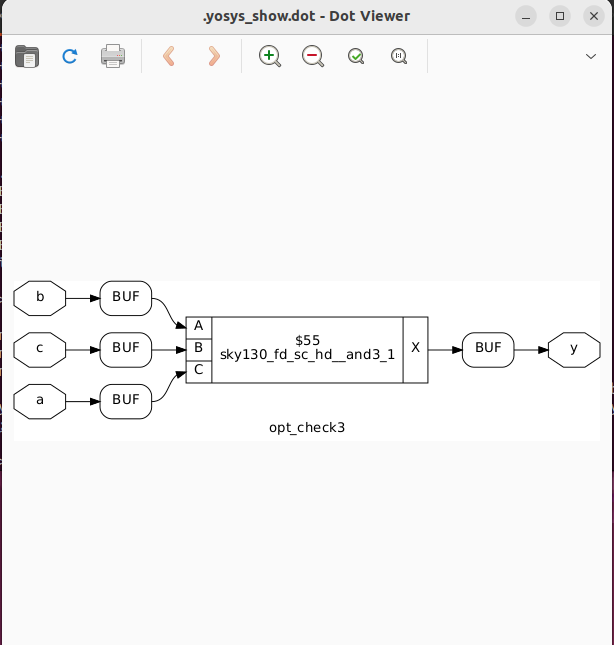 .yosys_show.dot - Dot Viewer
b
BUF
c
BUF
a
BUF
A
B
C
$55
sky130_fd_sc_hd__and3_1
X
BUF
y
opt_check3